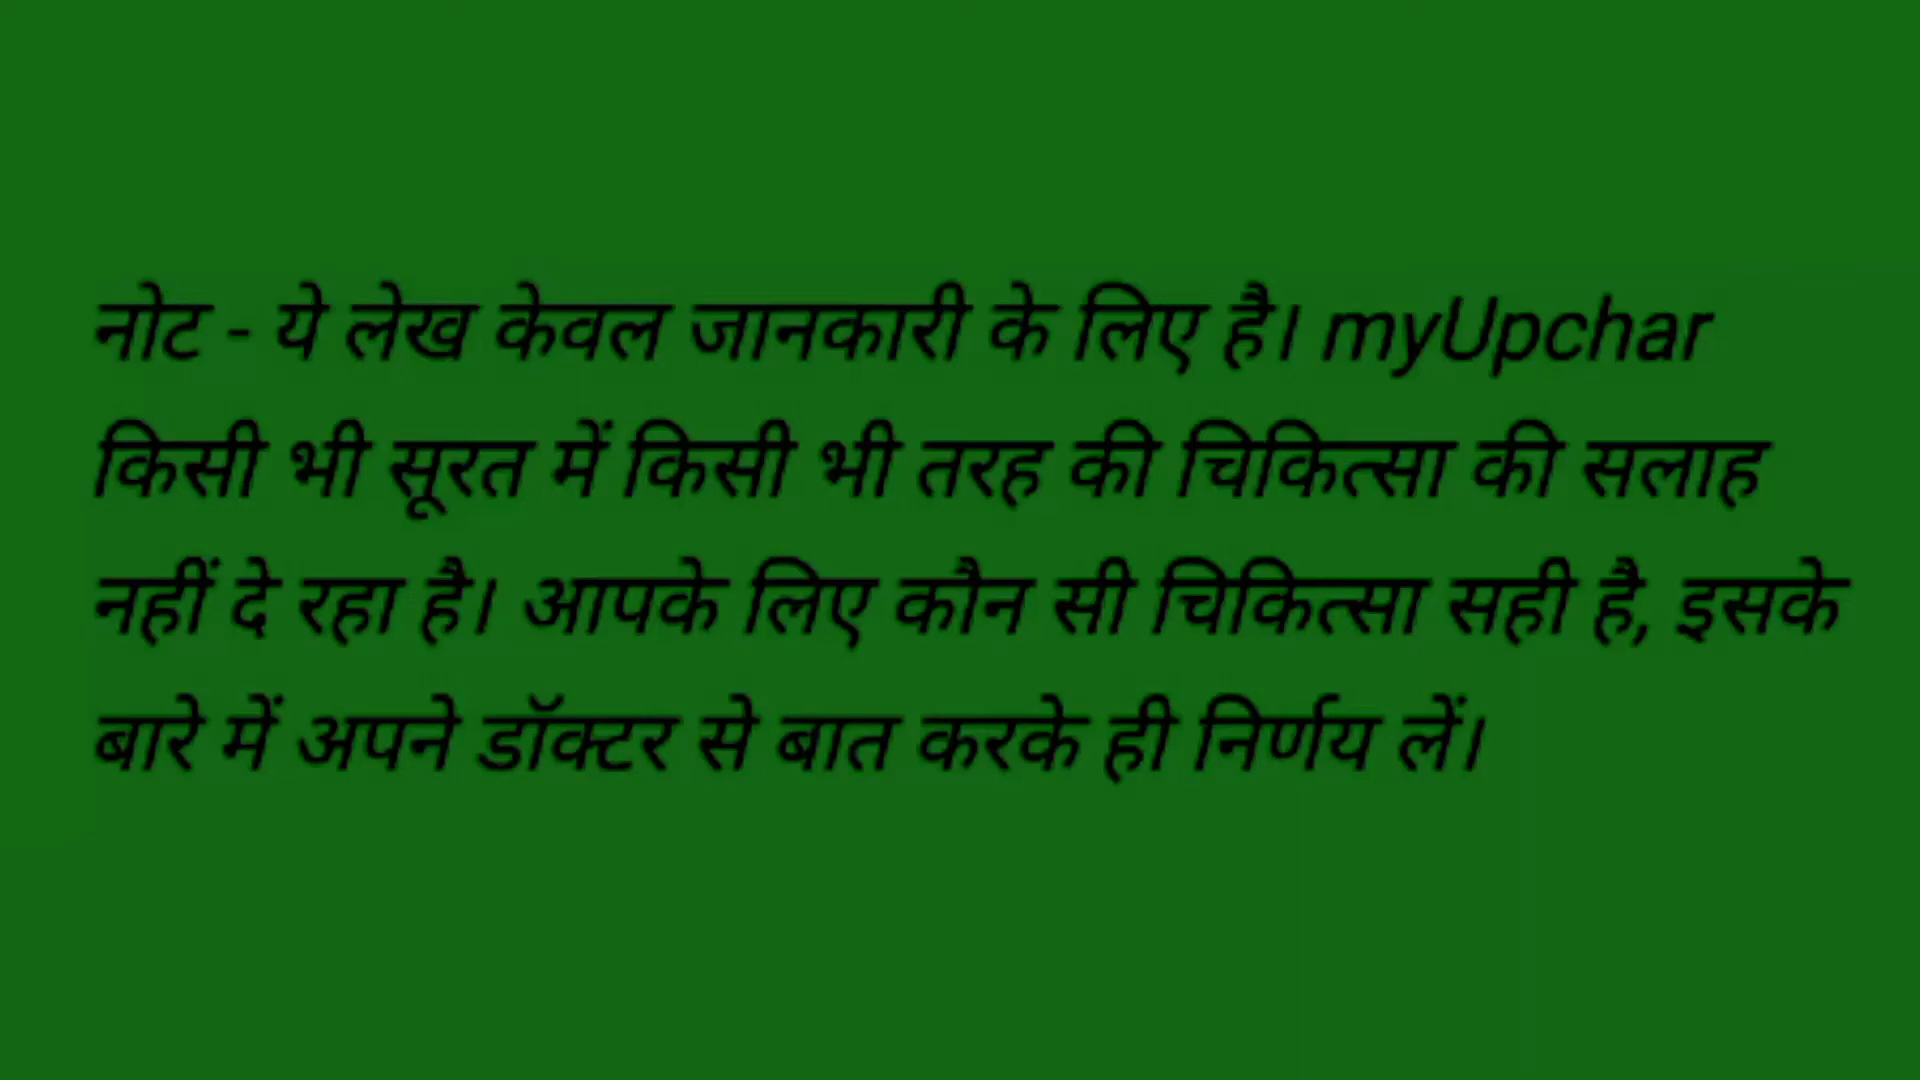 नोट - ये लेख केवल जानकारी के लिए है। myUpchar
किसी भी सूरत में किसी भी तरह की चिकित्सा की सलाह
नहीं दे रहा है। आपके लिए कौन सी चिकित्सा सही है, इसके
बारे में अपने डॉक्टर से बात करके ही निर्णय लें।